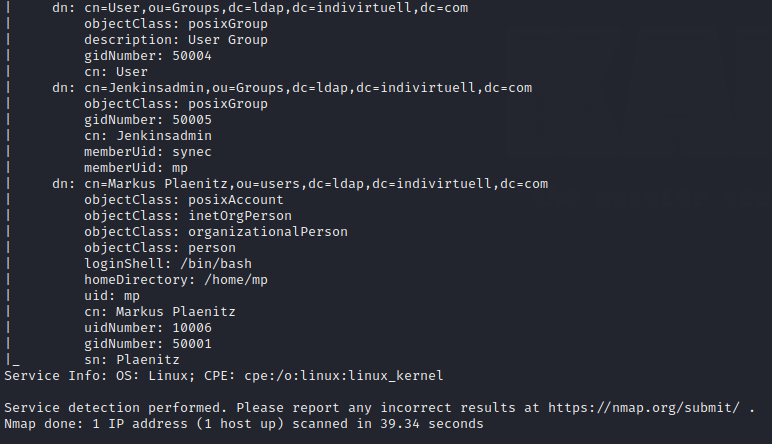 |     dn: cn=User,ou=Groups,dc=ldap,dc=indivirtuell,dc=com
|         objectClass: posixGroup
|         description: User Group
|         gidNumber: 50004
|         cn: User
|     dn: cn=Jenkinsadmin,ou=Groups,dc=ldap,dc=indivirtuell,dc=com
|         objectClass: posixGroup
|         gidNumber: 50005
|         cn: Jenkinsadmin
|         memberUid: synec
|         memberUid: mp
|     dn: cn=Markus Plaenitz,ou=users,dc=ldap,dc=indivirtuell,dc=com
|         objectClass: posixAccount
|         objectClass: inetOrgPerson
|         objectClass: organizationalPerson
|         objectClass: person
|         loginShell: /bin/bash
|         homeDirectory: /home/mp
|         uid: mp
|         cn: Markus Plaenitz
|         uidNumber: 10006
|         gidNumber: 50001
|_        sn: Plaenitz
Service Info: OS: Linux; CPE: cpe:/o:linux:linux_kernel

Service detection performed. Please report any incorrect results at https://nmap.org/submit/ .
Nmap done: 1 IP address (1 host up) scanned in 39.34 seconds